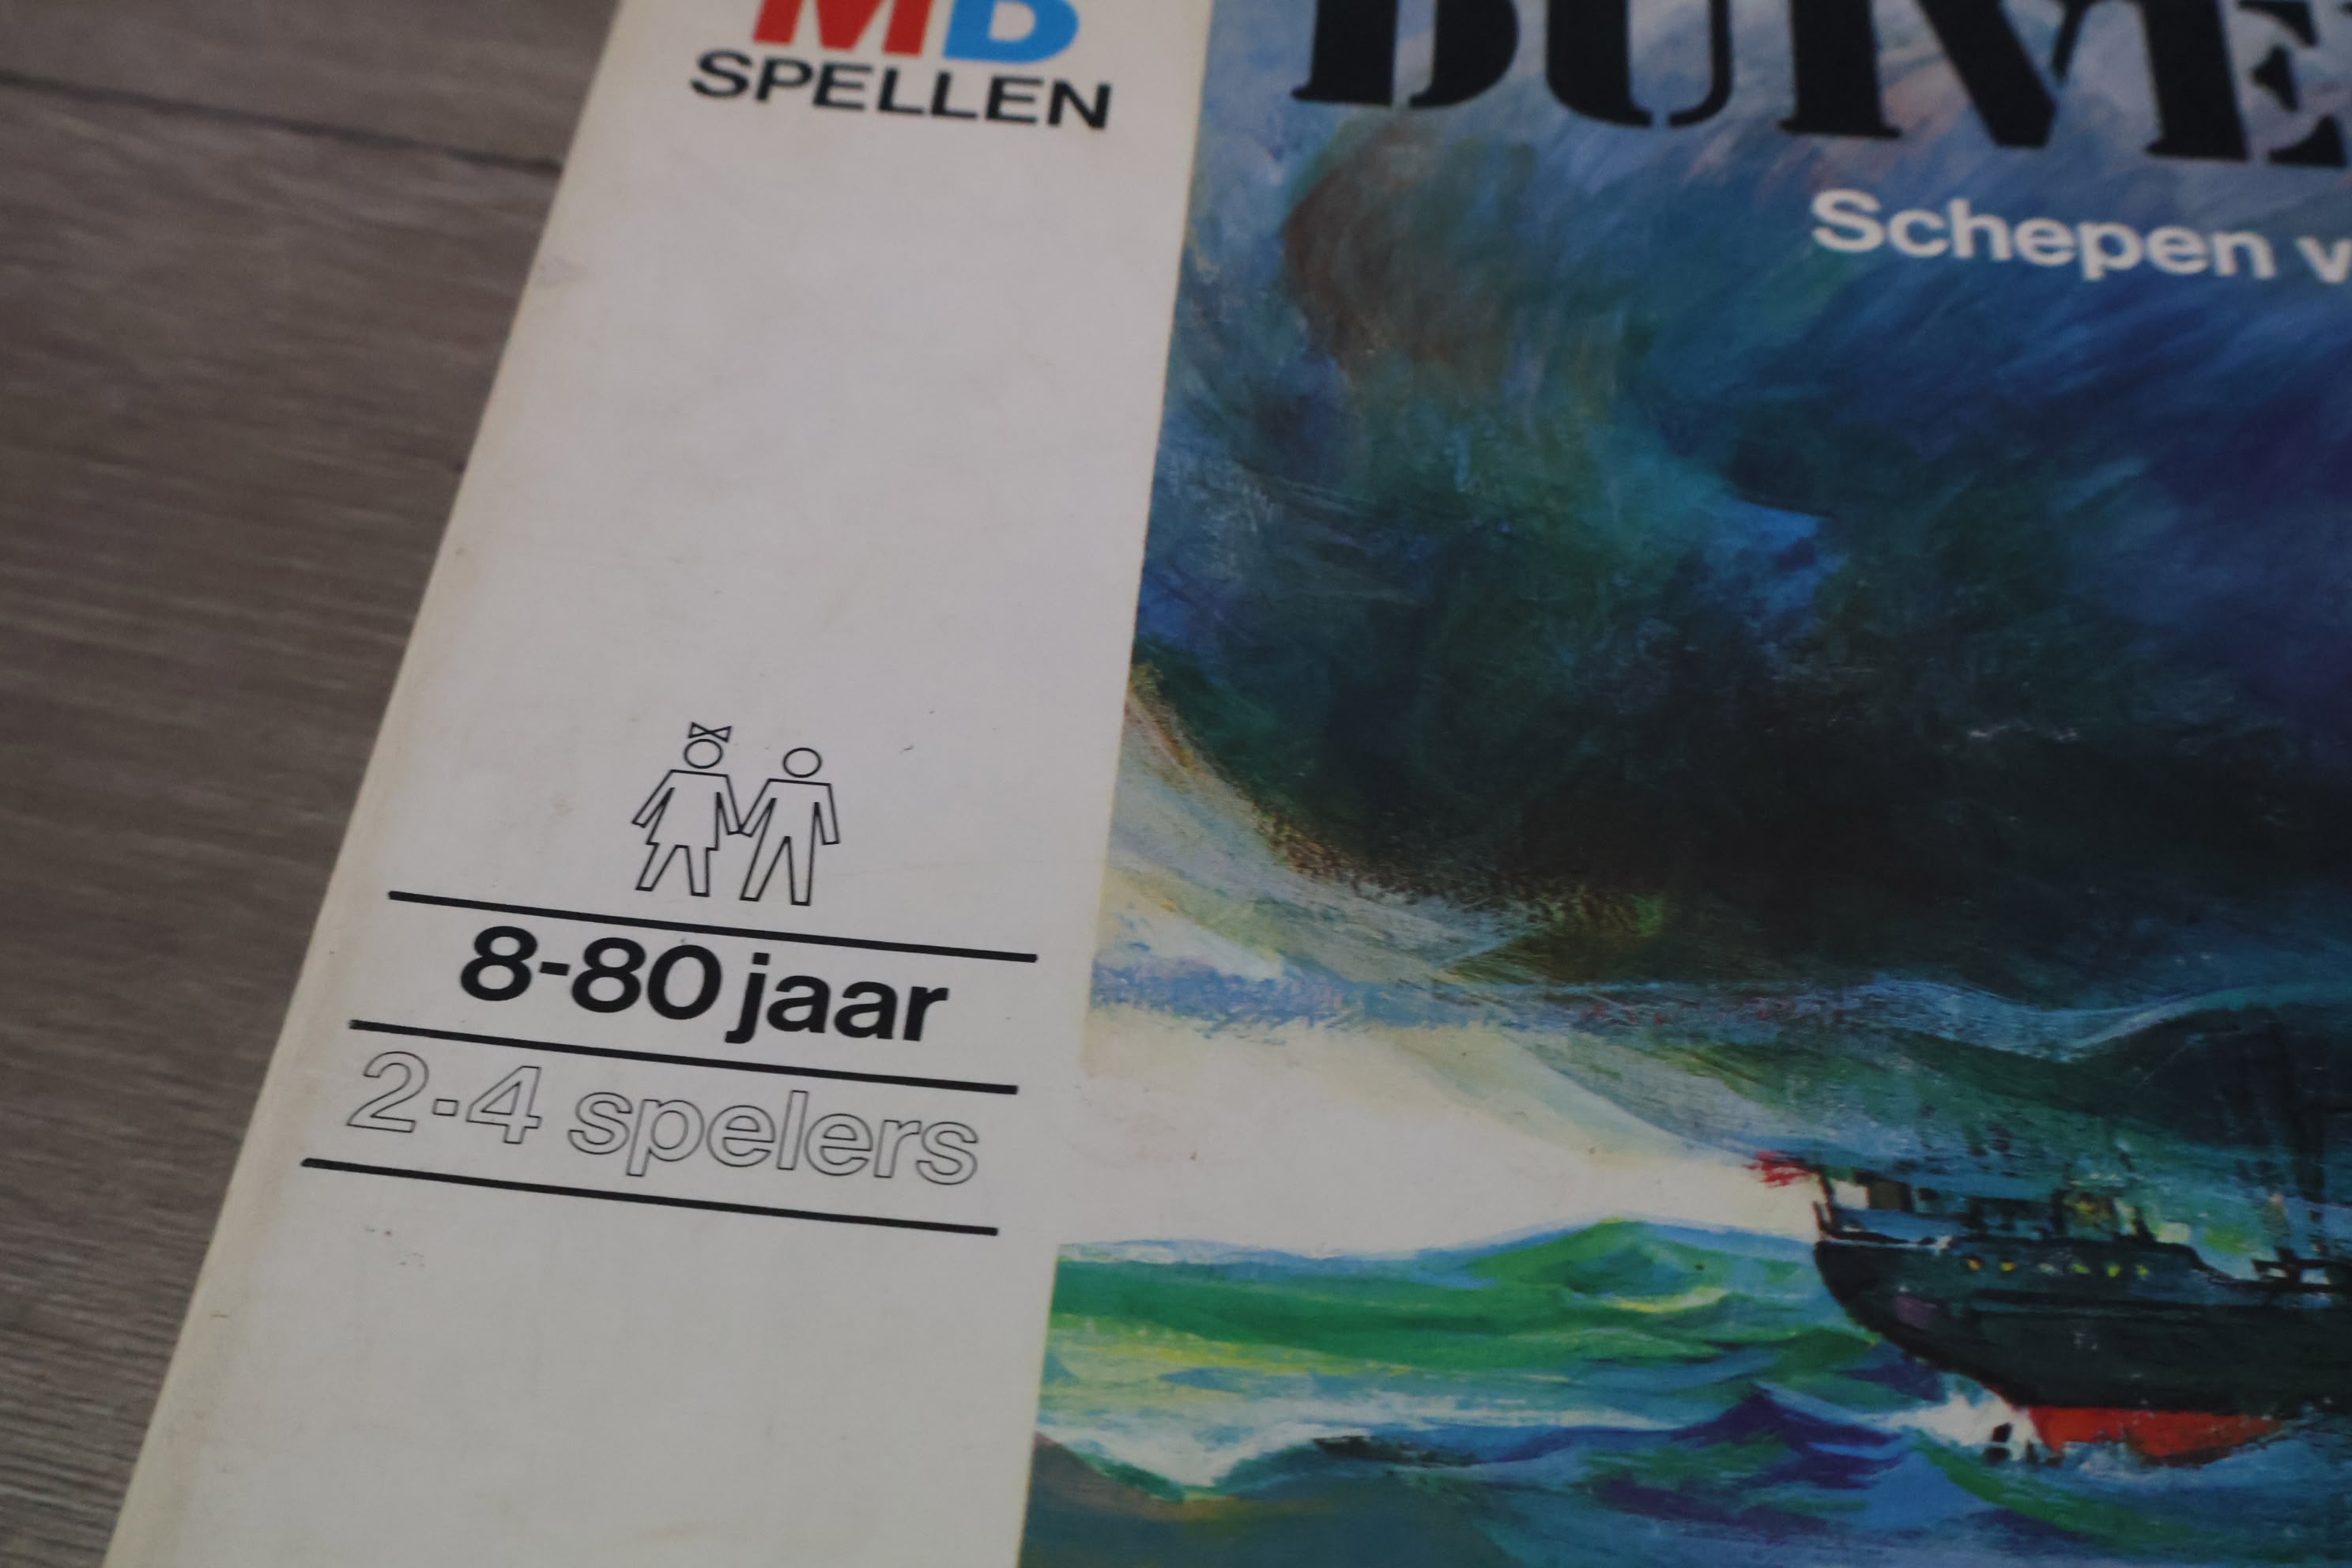 MB
SPELLEN
Schepen
8-80 jaar
2-4 spelers